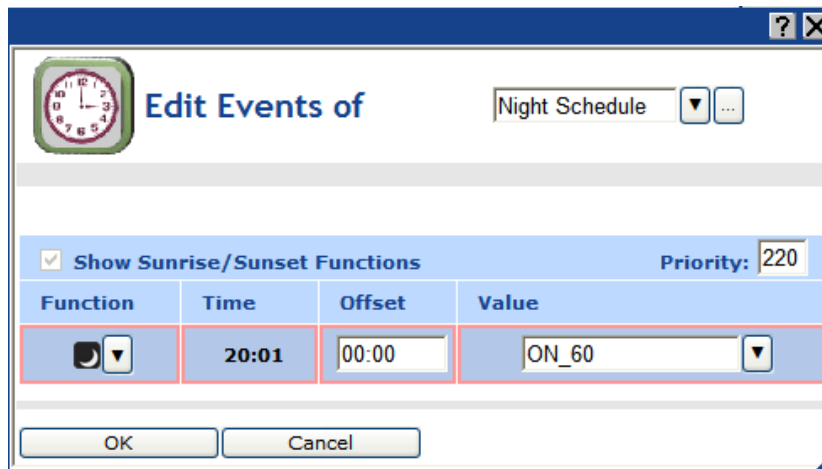 ?
Edit Events of
Night Schedule
...
Show Sunrise/Sunset Functions
Priority: 220
Function Time Offset Value
20:01 00:00 ON_60
OK Cancel